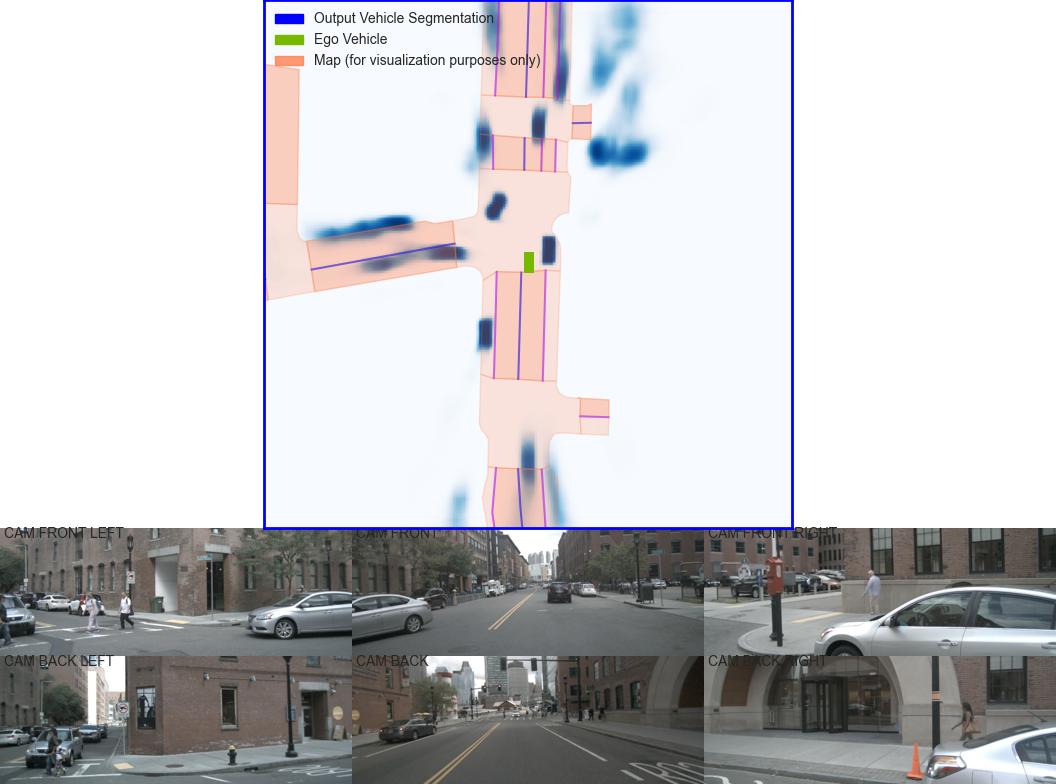 Output Vehicle Segmentation
Ego Vehicle
Map (for visualization purposes only)
CAM FRONT LEFT
CAM FRONT
CAM FRONT RIGHT
CAM BACK LEFT
CAM BACK
CAM BACK RIGHT